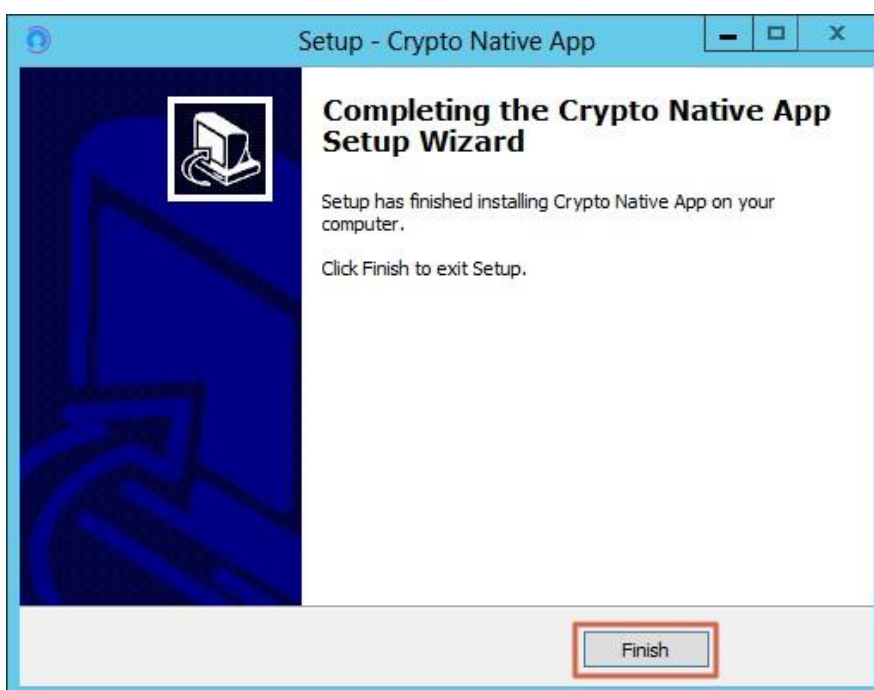 Setup - Crypto Native App
Completing the Crypto Native App
Setup Wizard
Setup has finished installing Crypto Native App on your
computer.
Click Finish to exit Setup.
Finish